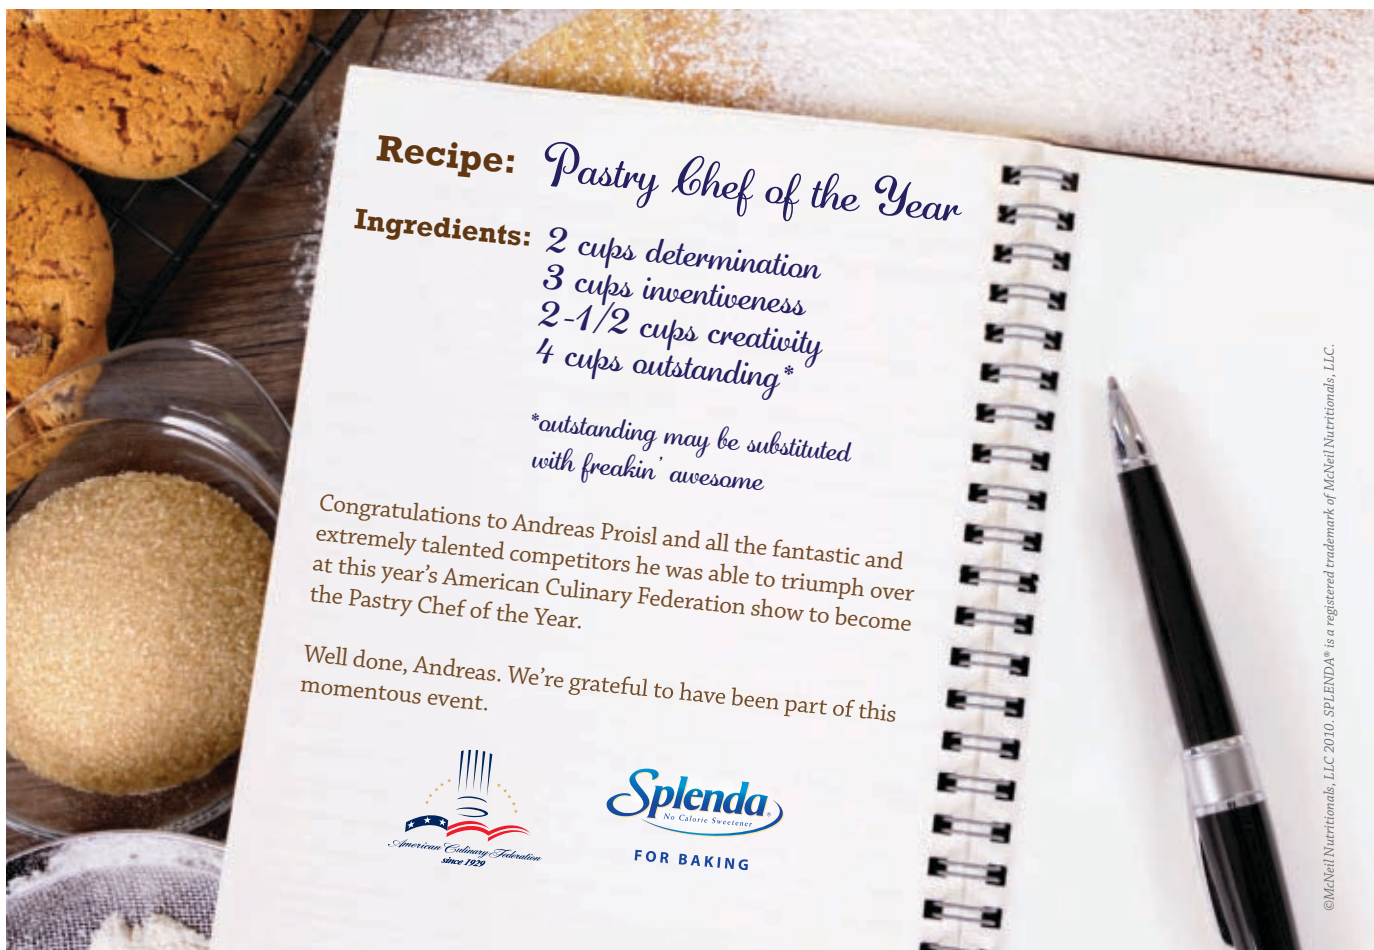 Recipe: Pastry Chef of the Year
Ingredients: 2 cups determination
3 cups inventiveness
2-1/2 cups creativity
4 cups outstanding*
*outstanding may be substituted
with freakin' awesome
Congratulations to Andreas Proisl and all the fantastic and
extremely talented competitors he was able to triumph over
at this year's American Culinary Federation show to become
the Pastry Chef of the Year.
Well done, Andreas. We're grateful to have been part of this
momentous event.
American Culinary Federation
since 1929
Splenda®
No Calorie Sweetener
FOR BAKING
©McNeil Nutritionals, LLC 2010. SPLENDA® is a registered trademark of McNeil Nutritionals, LLC.